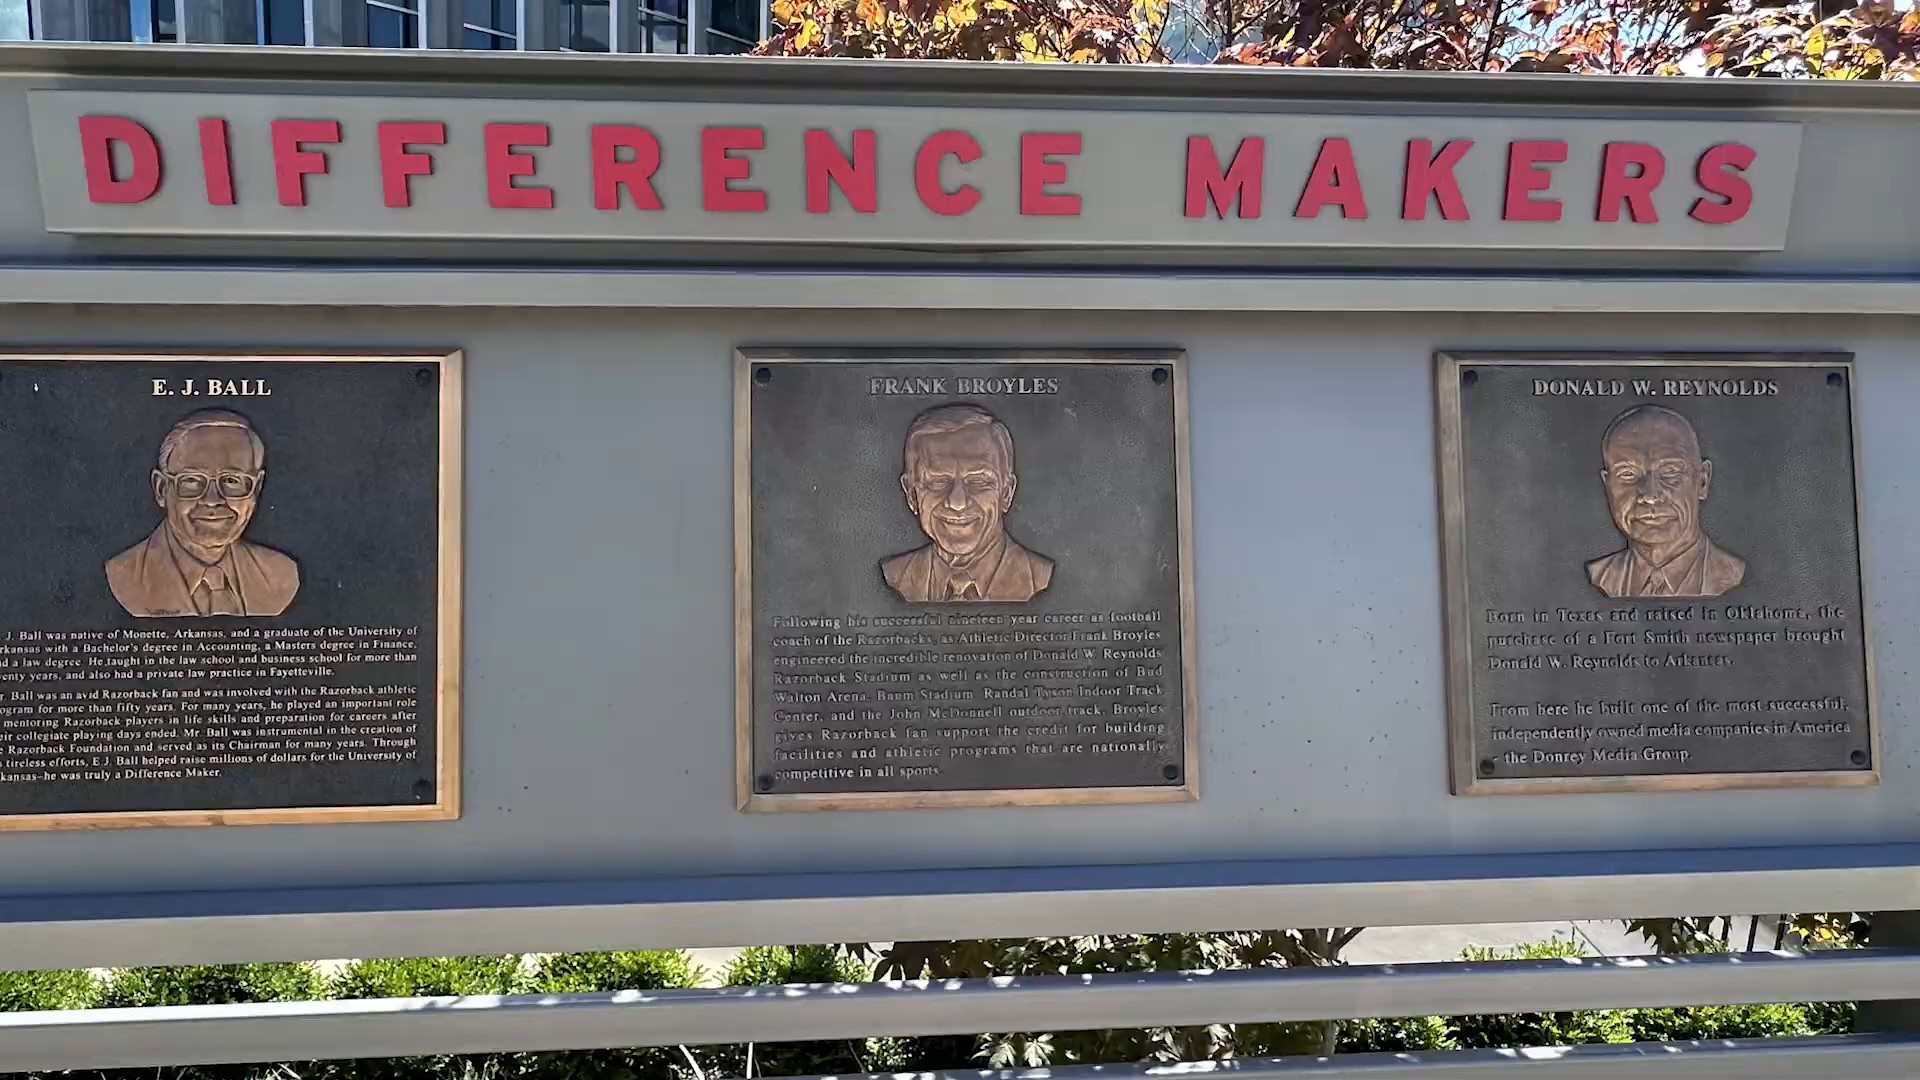 DIFFERENCE MAKERS
E. J. BALL
J. Ball was native of Monette, Arkansas, and a graduate of the University of
rkansas with a Bachelor's degree in Accounting, a Masters degree in Finance,
d a law degree. He taught in the law school and business school for more than
enty years, and also had a private law practice in Fayetteville.
r. Ball was an avid Razorback fan and was involved with the Razorback athletic
ogram for more than fifty years. For many years, he played an important role
mentoring Razorback players in life skills and preparation for careers after
eir collegiate playing days ended. Mr. Ball was instrumental in the creation of
e Razorback Foundation and served as its Chairman for many years. Through
s tireless efforts, E.J. Ball helped raise millions of dollars for the University of
kansas–he was truly a Difference Maker.
FRANK BROYLES
Following his successful nineteen year career as football
coach of the Razorbacks, as Athletic Director Frank Broyles
engineered the incredible renovation of Donald W. Reynolds
Razorback Stadium as well as the construction of Bud
Walton Arena, Baum Stadium, Randal Tyson Indoor Track
Center, and the John McDonnell outdoor track. Broyles
gives Razorback fan support the credit for building
facilities and athletic programs that are nationally
competitive in all sports.
DONALD W. REYNOLDS
Born in Texas and raised in Oklahoma, the
purchase of a Fort Smith newspaper brought
Donald W. Reynolds to Arkansas.
From here he built one of the most successful,
independently owned media companies in America
- the Donrey Media Group.